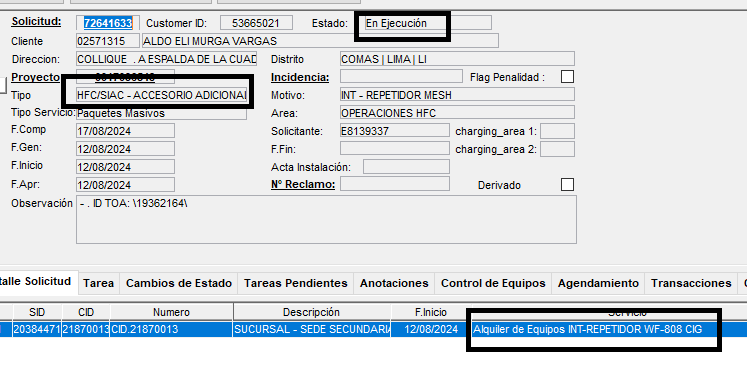 Solicitud: 72641633 Customer ID: 53665021 Estado: En Ejecución
Cliente 02571315 ALDO ELI MURGA VARGAS
Direccion: COLLIQUE . A ESPALDA DE LA CUAD Distrito COMAS | LIMA | LI
Proyecto Incidencia: Flag Penalidad :
Tipo HFC/SIAC - ACCESORIO ADICIONAL Motivo: INT - REPETIDOR MESH
Tipo Servicio: Paquetes Masivos Area: OPERACIONES HFC
F.Comp 17/08/2024 Solicitante: E8139337 charging_area 1:
F.Gen: 12/08/2024 F.Fin: charging_area 2:
F.Inicio 12/08/2024 Acta Instalación:
F.Apr: 12/08/2024 Nº Reclamo: Derivado
Observación - . ID TOA: \19362164\
talle Solicitud Tarea Cambios de Estado Tareas Pendientes Anotaciones Control de Equipos Agendamiento Transacciones
SID CID Numero Descripción F.Inicio Servicio
20384471 21870013 CID.21870013 SUCURSAL - SEDE SECUNDARIA 12/08/2024 Alquiler de Equipos INT-REPETIDOR WF-808 CIG